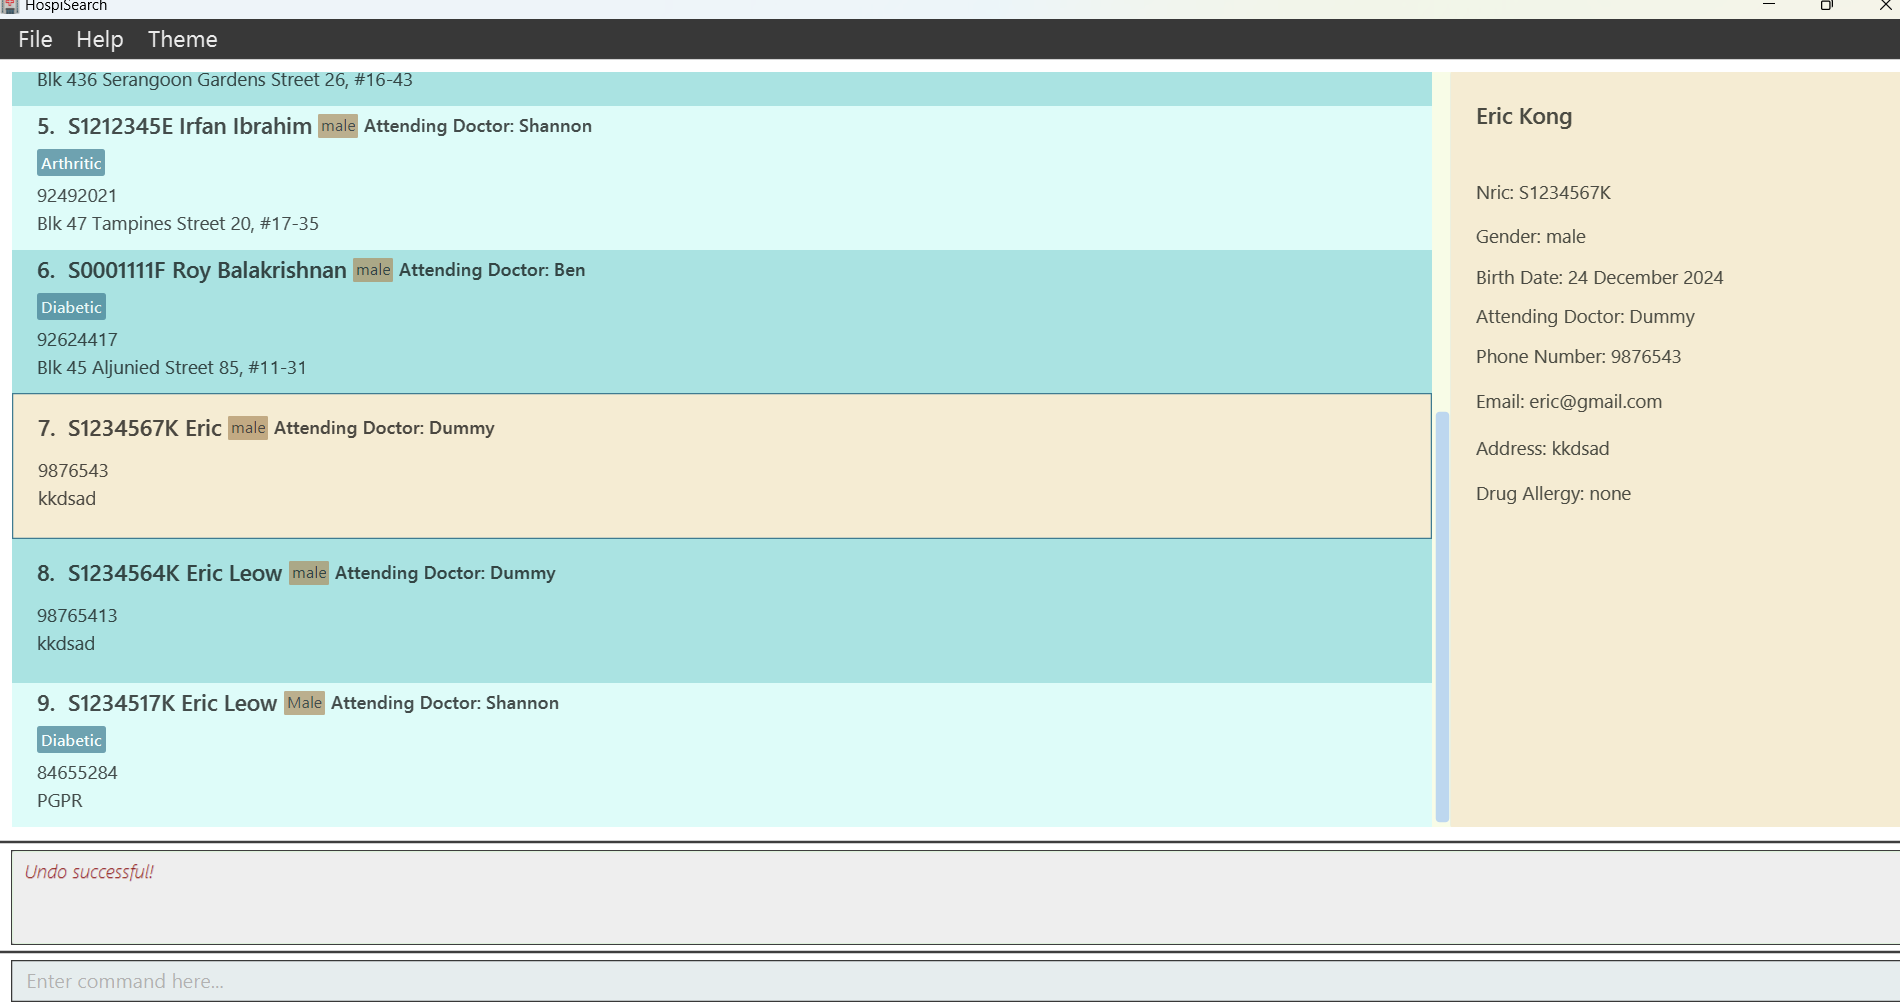 HospiSearch
File Help Theme
Blk 436 Serangoon Gardens Street 26, #16-43
5. S1212345E Irfan Ibrahim male Attending Doctor: Shannon
Arthritic
92492021
Blk 47 Tampines Street 20, #17-35
6. S0001111F Roy Balakrishnan male Attending Doctor: Ben
Diabetic
92624417
Blk 45 Aljunied Street 85, #11-31
7. S1234567K Eric male Attending Doctor: Dummy
9876543
kkdsad
8. S1234564K Eric Leow male Attending Doctor: Dummy
98765413
kkdsad
9. S1234517K Eric Leow Male Attending Doctor: Shannon
Diabetic
84655284
PGPR
Eric Kong
Nric: S1234567K
Gender: male
Birth Date: 24 December 2024
Attending Doctor: Dummy
Phone Number: 9876543
Email: eric@gmail.com
Address: kkdsad
Drug Allergy: none
Undo successful!
Enter command here...